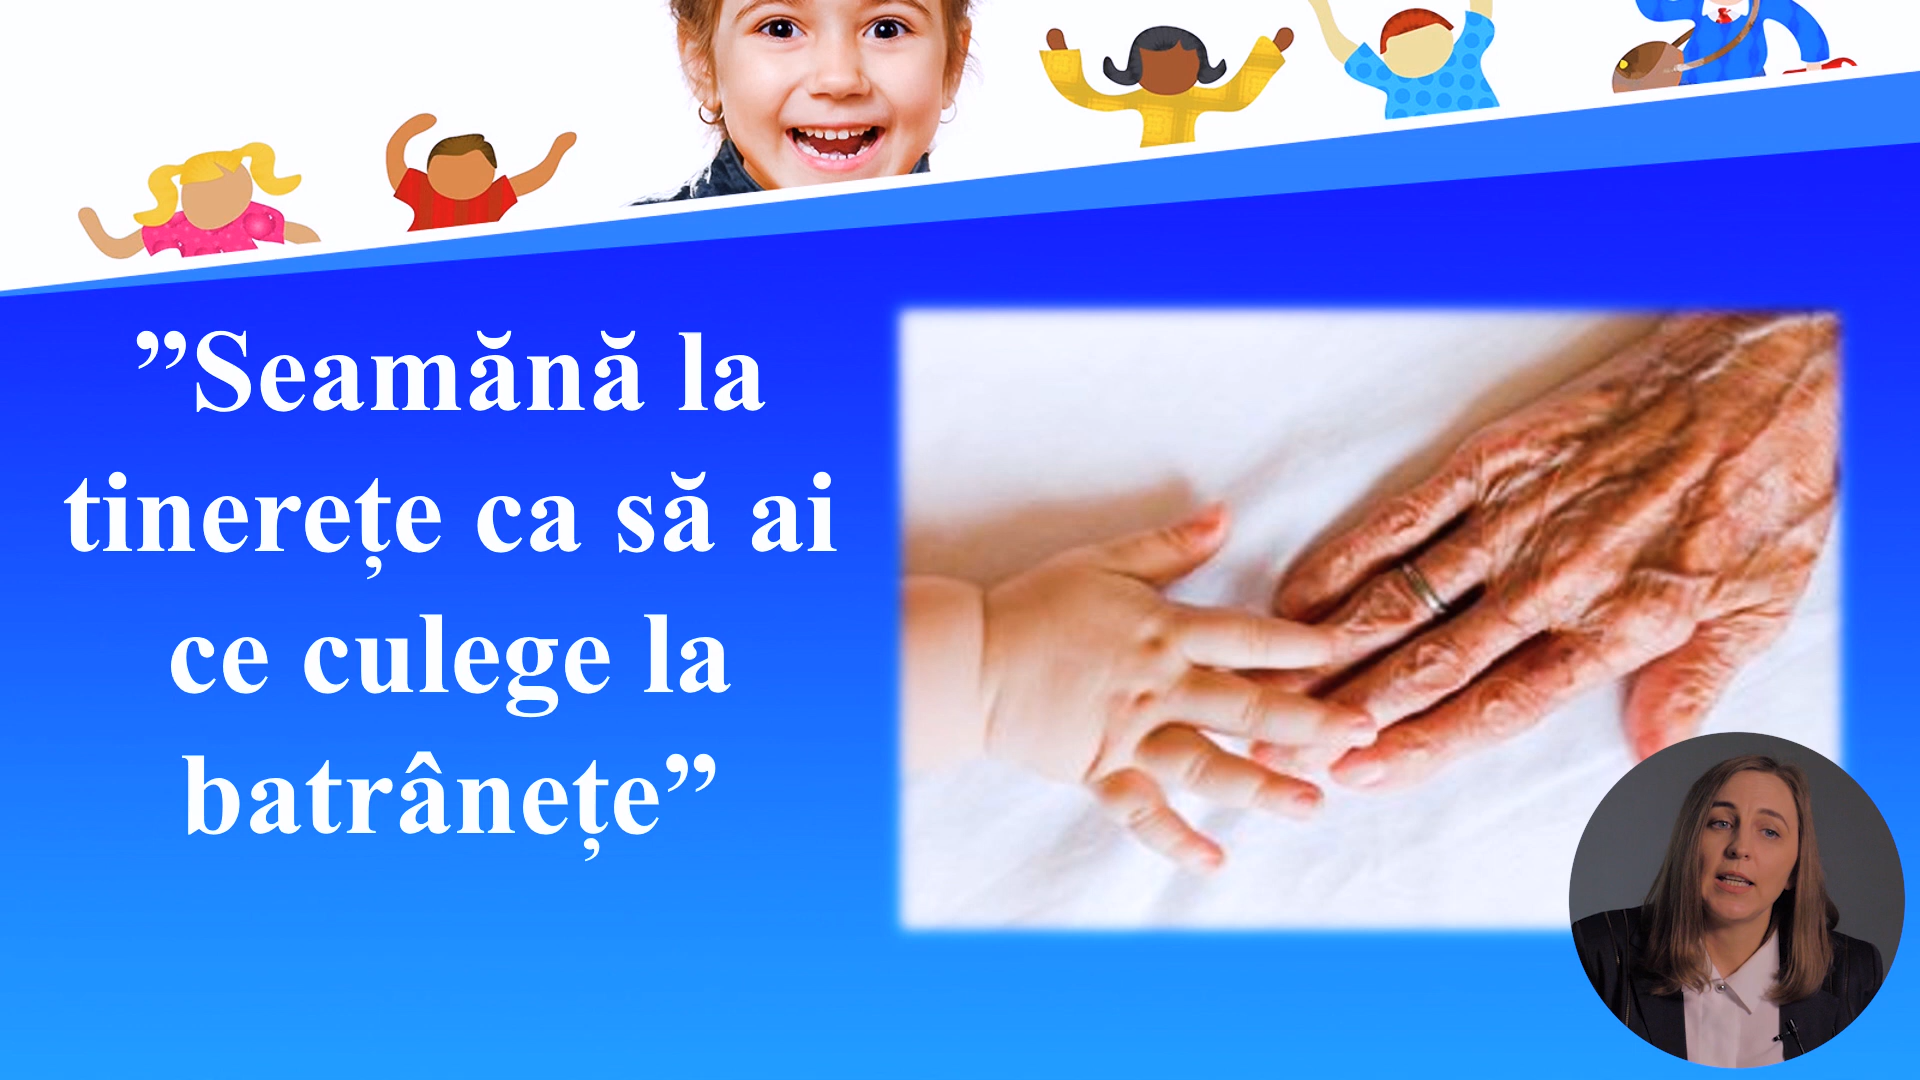 ”Seamănă la
tinerețe ca să ai
ce culege la
batrânețe”